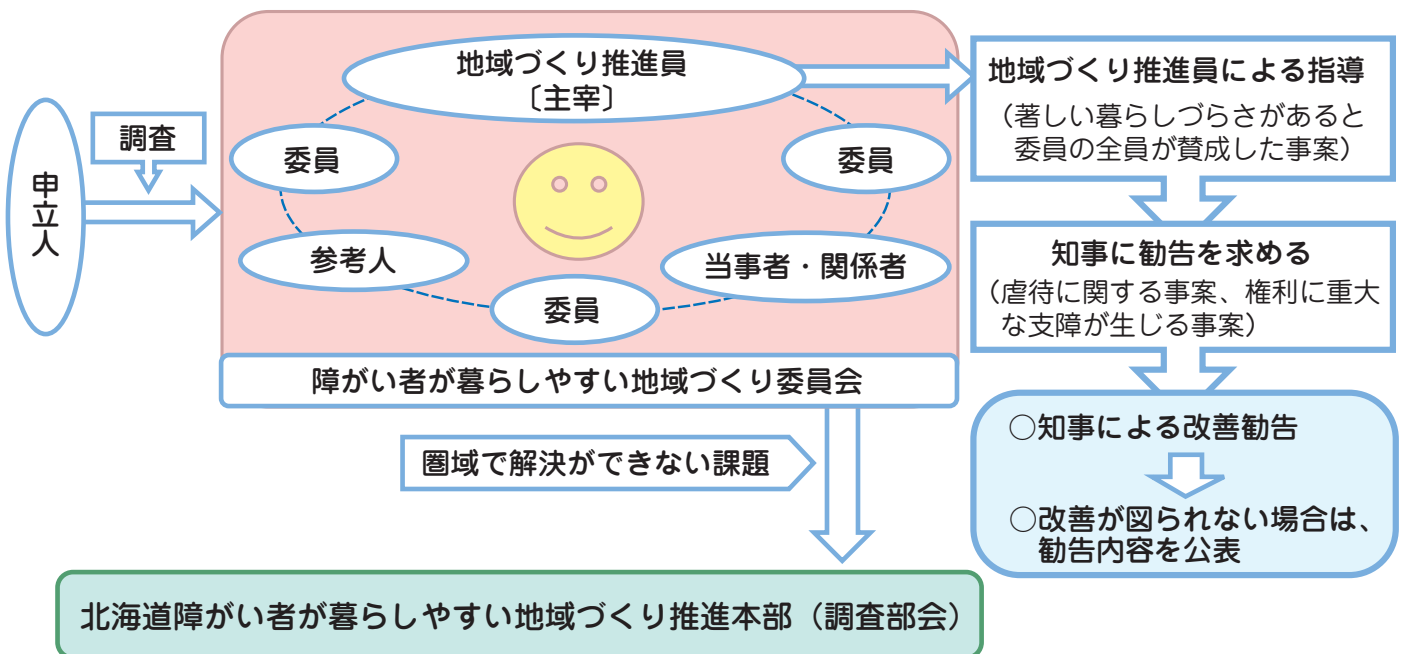 申立人
調査
地域づくり推進員
〔主宰〕
委員
委員
参考人
当事者・関係者
委員
障がい者が暮らしやすい地域づくり委員会
地域づくり推進員による指導
（著しい暮らしづらさがあると
委員の全員が賛成した事案）
知事に勧告を求める
（虐待に関する事案、権利に重大
な支障が生じる事案）
○知事による改善勧告
○改善が図られない場合は、
勧告内容を公表
圏域で解決ができない課題
北海道障がい者が暮らしやすい地域づくり推進本部（調査部会）